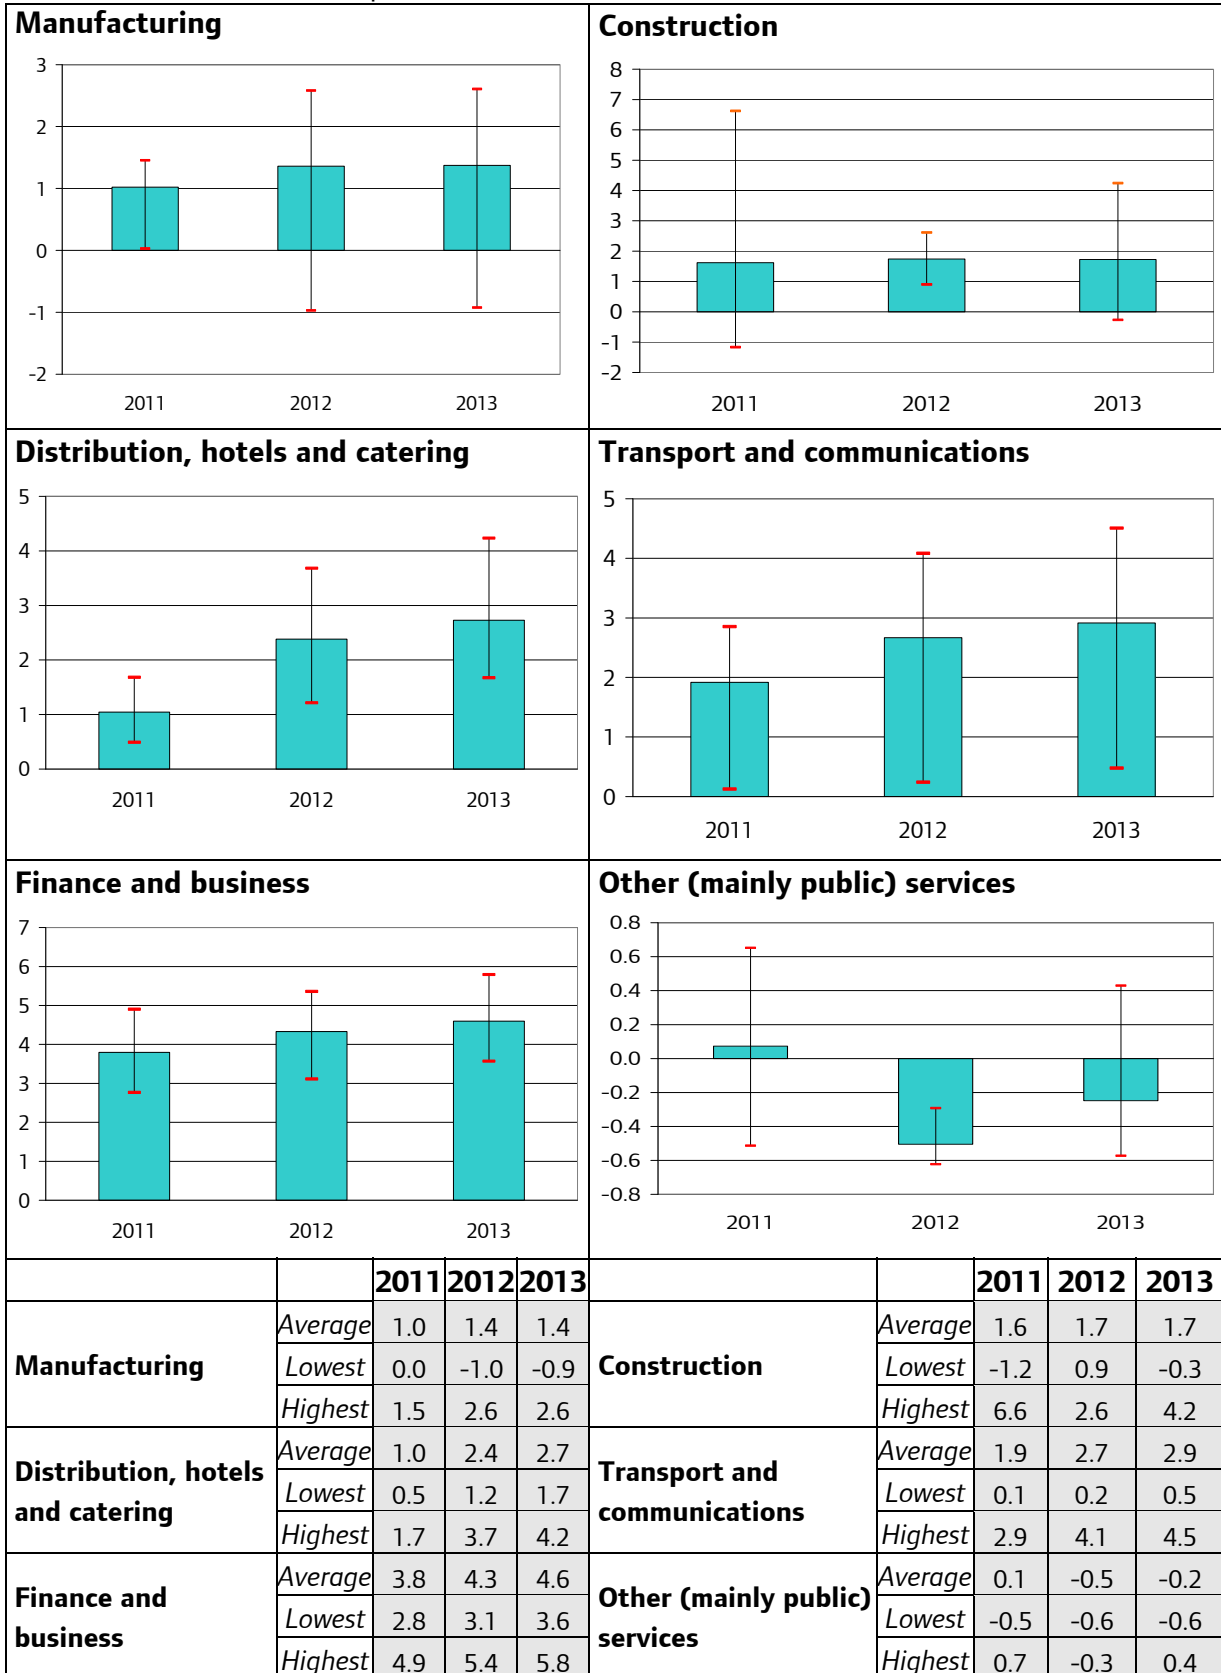 Manufacturing
3
2
1
0
-1
-2
2011 2012 2013
Construction
8
7
6
5
4
3
2
1
0
-1
-2
2011 2012 2013
Distribution, hotels and catering
5
4
3
2
1
0
2011 2012 2013
Transport and communications
5
4
3
2
1
0
2011 2012 2013
Finance and business
7
6
5
4
3
2
1
0
2011 2012 2013
Other (mainly public) services
0.8
0.6
0.4
0.2
0.0
-0.2
-0.4
-0.6
-0.8
2011 2012 2013
2011 2012 2013 2011 2012 2013
Manufacturing
Average 1.0 1.4 1.4
Lowest 0.0 -1.0 -0.9
Highest 1.5 2.6 2.6
Construction
Average 1.6 1.7 1.7
Lowest -1.2 0.9 -0.3
Highest 6.6 2.6 4.2
Distribution, hotels
and catering
Average 1.0 2.4 2.7
Lowest 0.5 1.2 1.7
Highest 1.7 3.7 4.2
Transport and
communications
Average 1.9 2.7 2.9
Lowest 0.1 0.2 0.5
Highest 2.9 4.1 4.5
Finance and
business
Average 3.8 4.3 4.6
Lowest 2.8 3.1 3.6
Highest 4.9 5.4 5.8
Other (mainly public)
services
Average 0.1 -0.5 -0.2
Lowest -0.5 -0.6 -0.6
Highest 0.7 -0.3 0.4